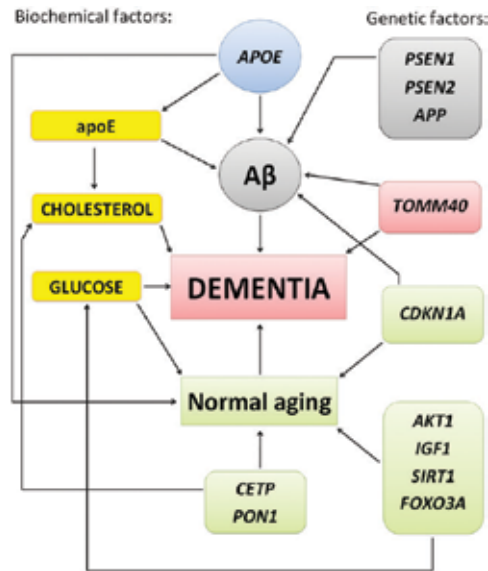 Biochemical factors:
Genetic factors:
APOE
PSEN1
PSEN2
APP
apoE
Aβ
CHOLESTEROL
TOMM40
GLUCOSE
DEMENTIA
CDKN1A
Normal aging
AKT1
IGF1
SIRT1
FOXO3A
CETP
PON1